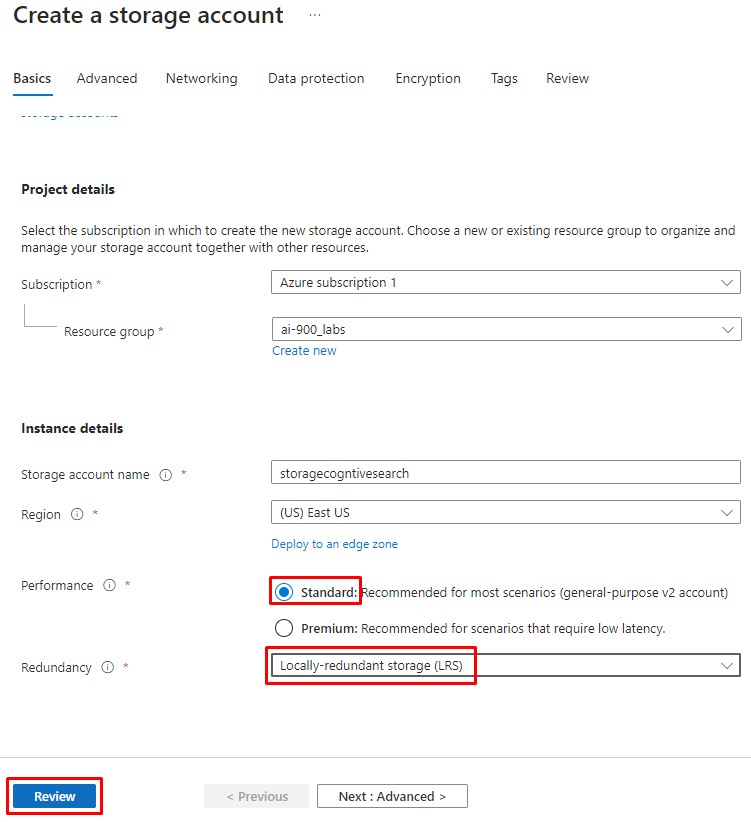 Create a storage account ...
Basics Advanced Networking Data protection Encryption Tags Review
storage accounts
Project details
Select the subscription in which to create the new storage account. Choose a new or existing resource group to organize and
manage your storage account together with other resources.
Subscription *
Azure subscription 1
Resource group *
ai-900_labs
Create new
Instance details
Storage account name *
storagecogntivesearch
Region *
(US) East US
Deploy to an edge zone
Performance *
Standard: Recommended for most scenarios (general-purpose v2 account)
Premium: Recommended for scenarios that require low latency.
Redundancy *
Locally-redundant storage (LRS)
Review
< Previous
Next : Advanced >